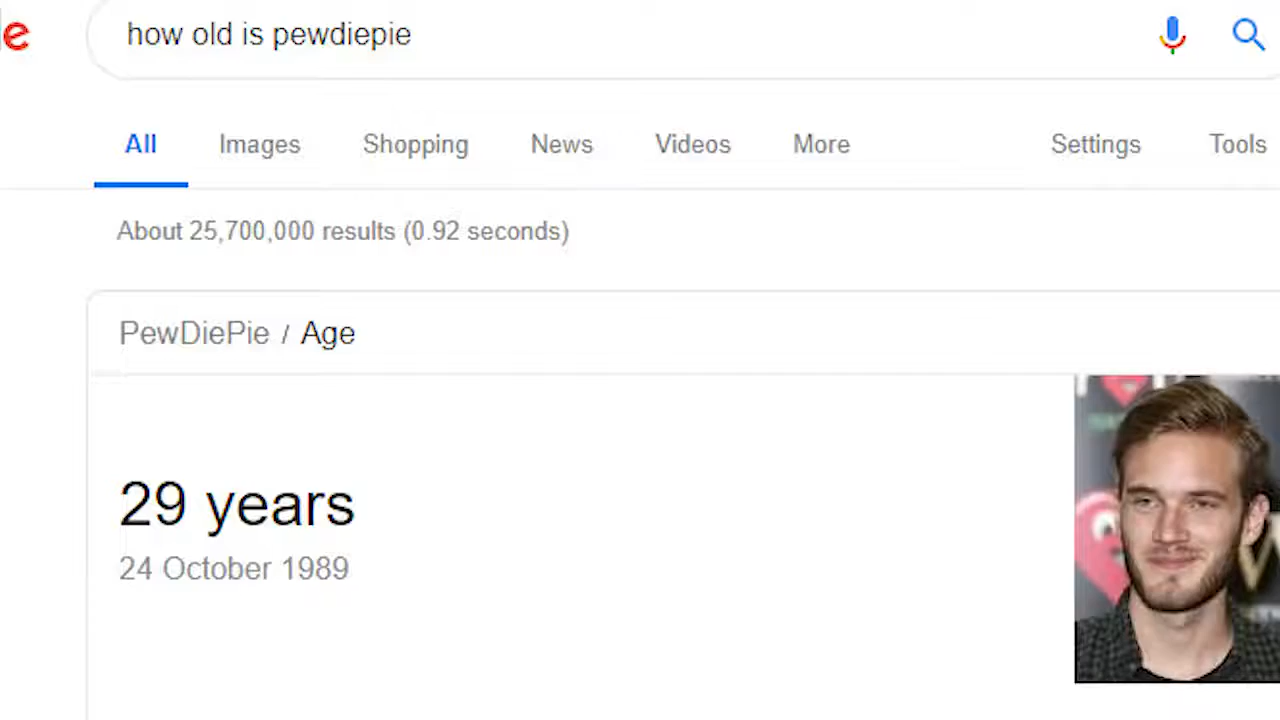 e
how old is pewdiepie
All Images Shopping News Videos More Settings Tools
About 25,700,000 results (0.92 seconds)
PewDiePie / Age
29 years
24 October 1989